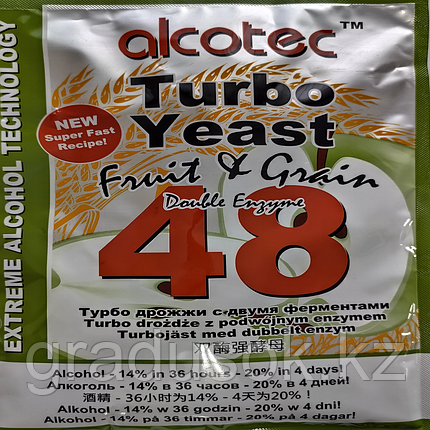 EXTREME ALCOHOL TECHNOLOGY
alcotec™
Turbo
Yeast
NEW
Super Fast
Recipe!
Fruit & Grain
Double Enzyme
48
Турбо дрожжи с двумя ферментами
Turbo drożdże z podwójnym enzymem
Turbojäst med dubbelt enzym
双酶强酵母
gradusok.kz
Alcohol - 14% in 36 hours - 20% in 4 days!
Алкоголь - 14% в 36 часов - 20% в 4 дней!
酒精 - 36小时为14% - 4天为20%!
Alkohol - 14% w 36 godzin - 20% w 4 dni!
Alkohol - 14% på 36 timmar - 20% på 4 dagar!